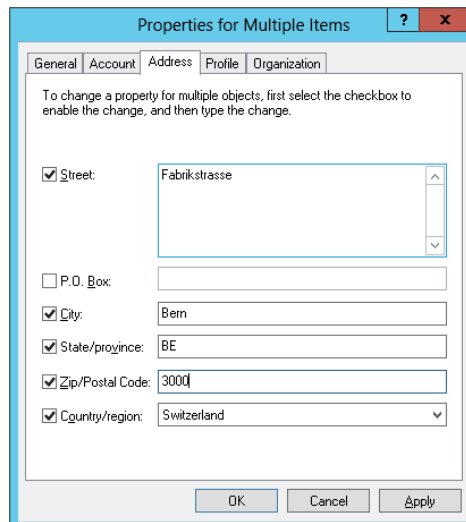 Properties for Multiple Items
? x
General Account Address Profile Organization
To change a property for multiple objects, first select the checkbox to
enable the change, and then type the change.
Street: Fabrikstrasse
P.O. Box:
City: Bern
State/province: BE
Zip/Postal Code: 3000
Country/region: Switzerland
OK Cancel Apply